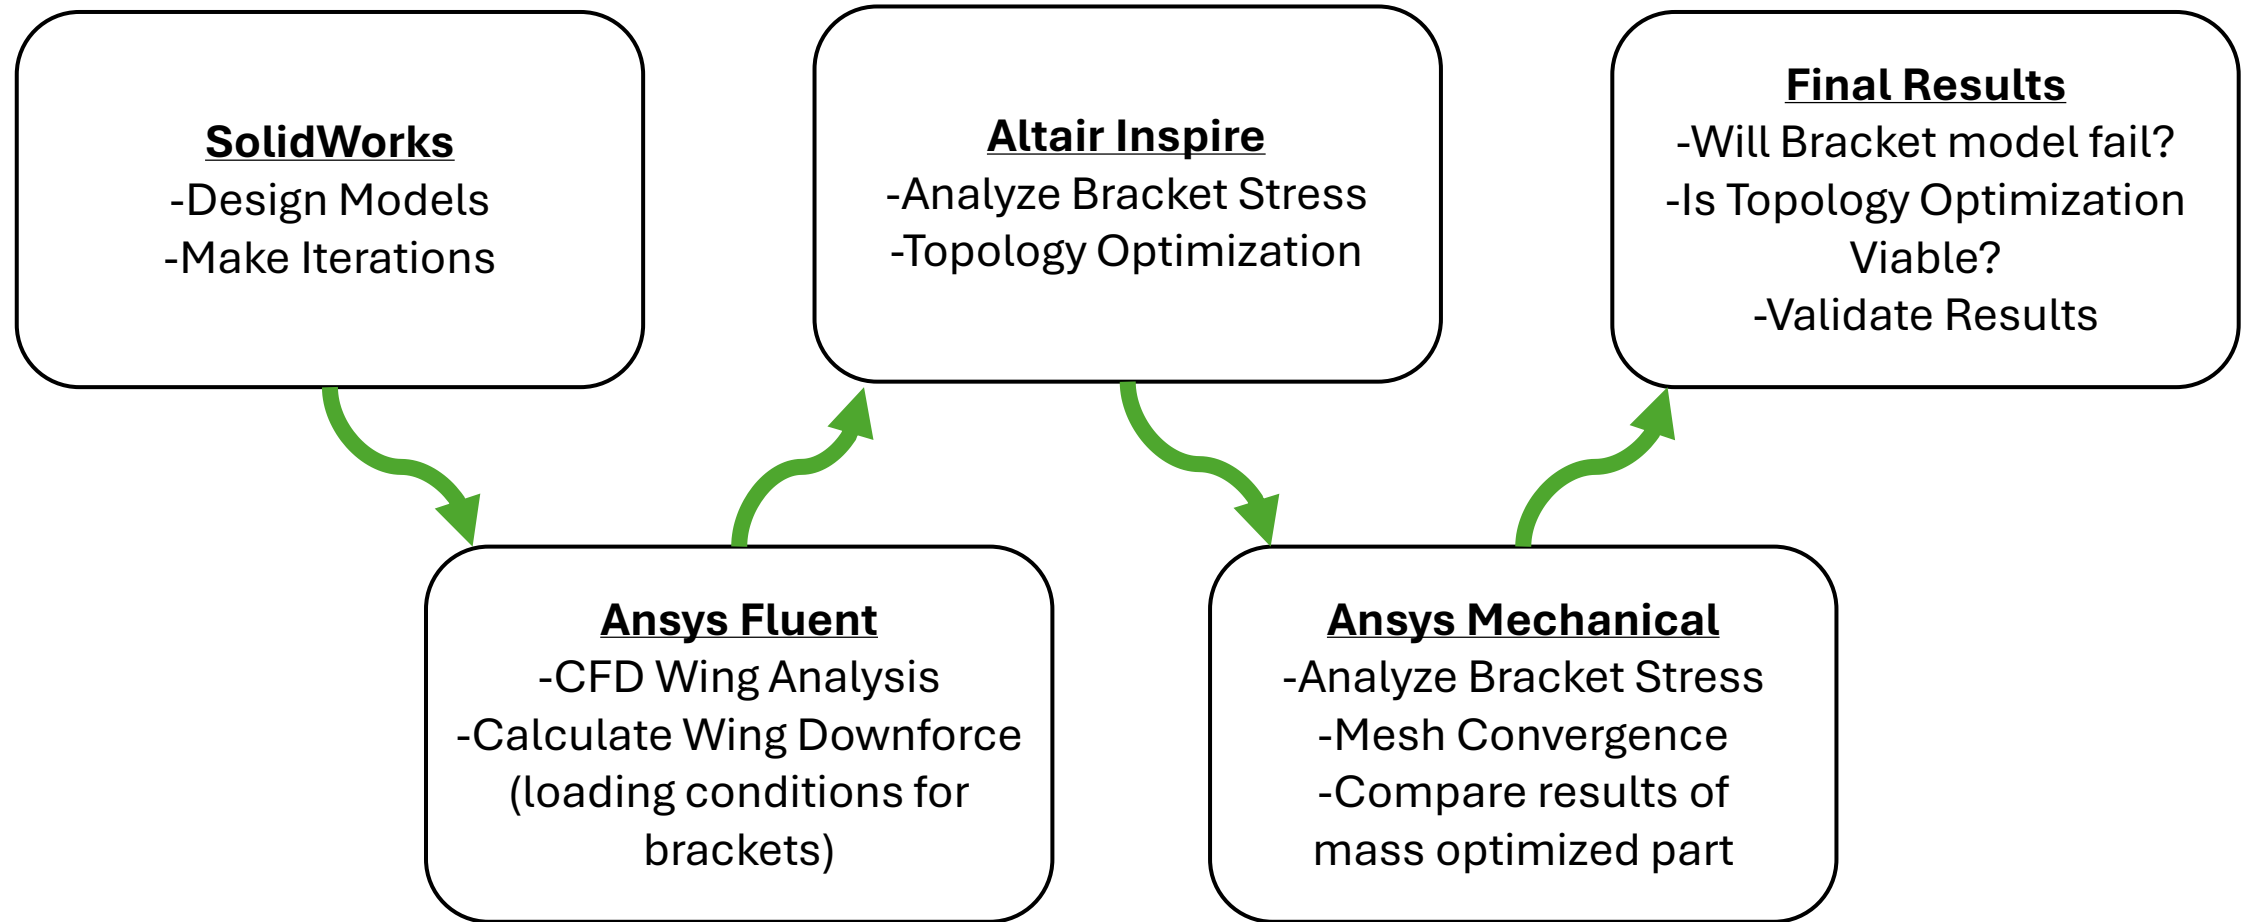 SolidWorks
-Design Models
-Make Iterations
Ansys Fluent
-CFD Wing Analysis
-Calculate Wing Downforce
(loading conditions for
brackets)
Altair Inspire
-Analyze Bracket Stress
-Topology Optimization
Ansys Mechanical
-Analyze Bracket Stress
-Mesh Convergence
-Compare results of
mass optimized part
Final Results
-Will Bracket model fail?
-Is Topology Optimization
Viable?
-Validate Results